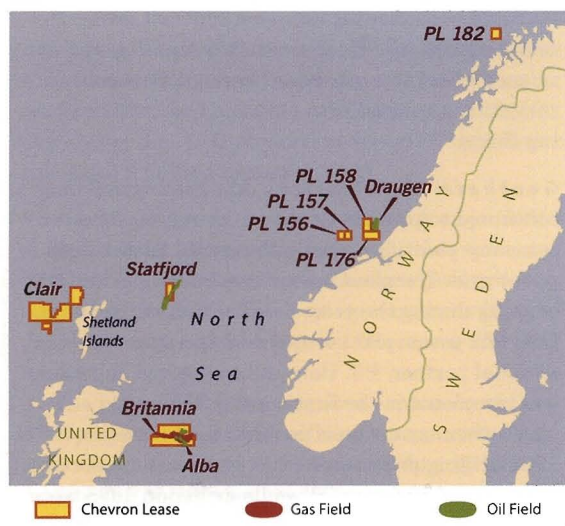 PL 182
PL 158
Draugen
PL 157
PL 156
PL 176
NORWAY
SWEDEN
Statfjord
Clair
Shetland
Islands
North
Sea
Britannia
UNITED
KINGDOM
Alba
Chevron Lease
Gas Field
Oil Field